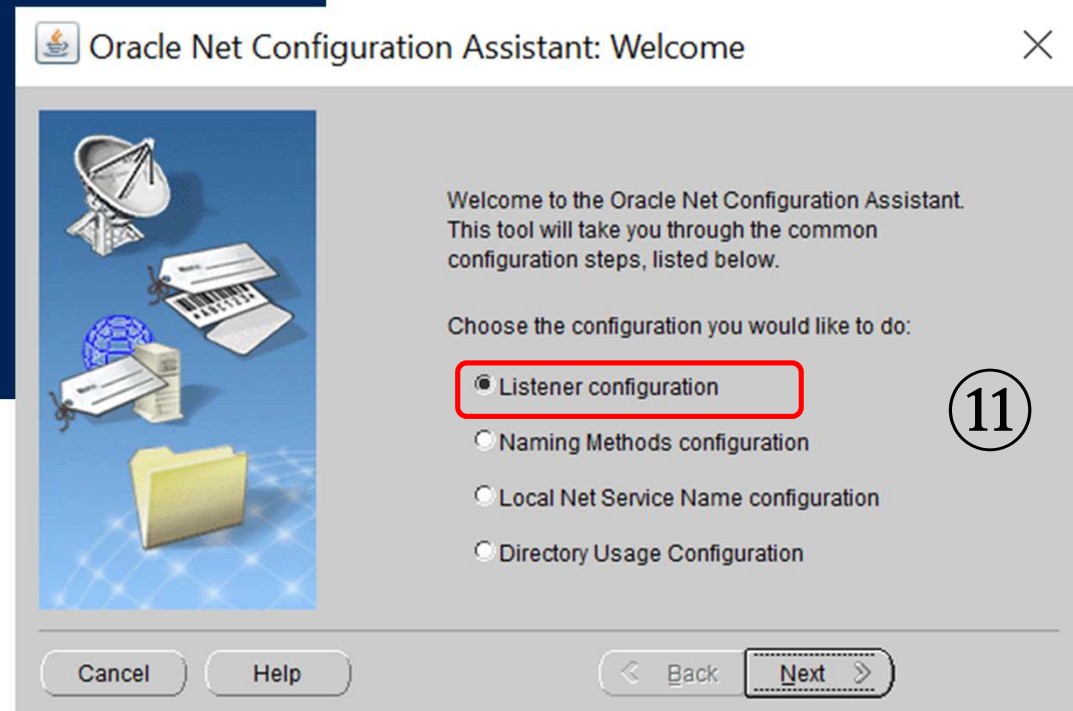 Oracle Net Configuration Assistant: Welcome
Welcome to the Oracle Net Configuration Assistant.
This tool will take you through the common
configuration steps, listed below.
Choose the configuration you would like to do:
Listener configuration
⑪
Naming Methods configuration
Local Net Service Name configuration
Directory Usage Configuration
Cancel Help Back Next